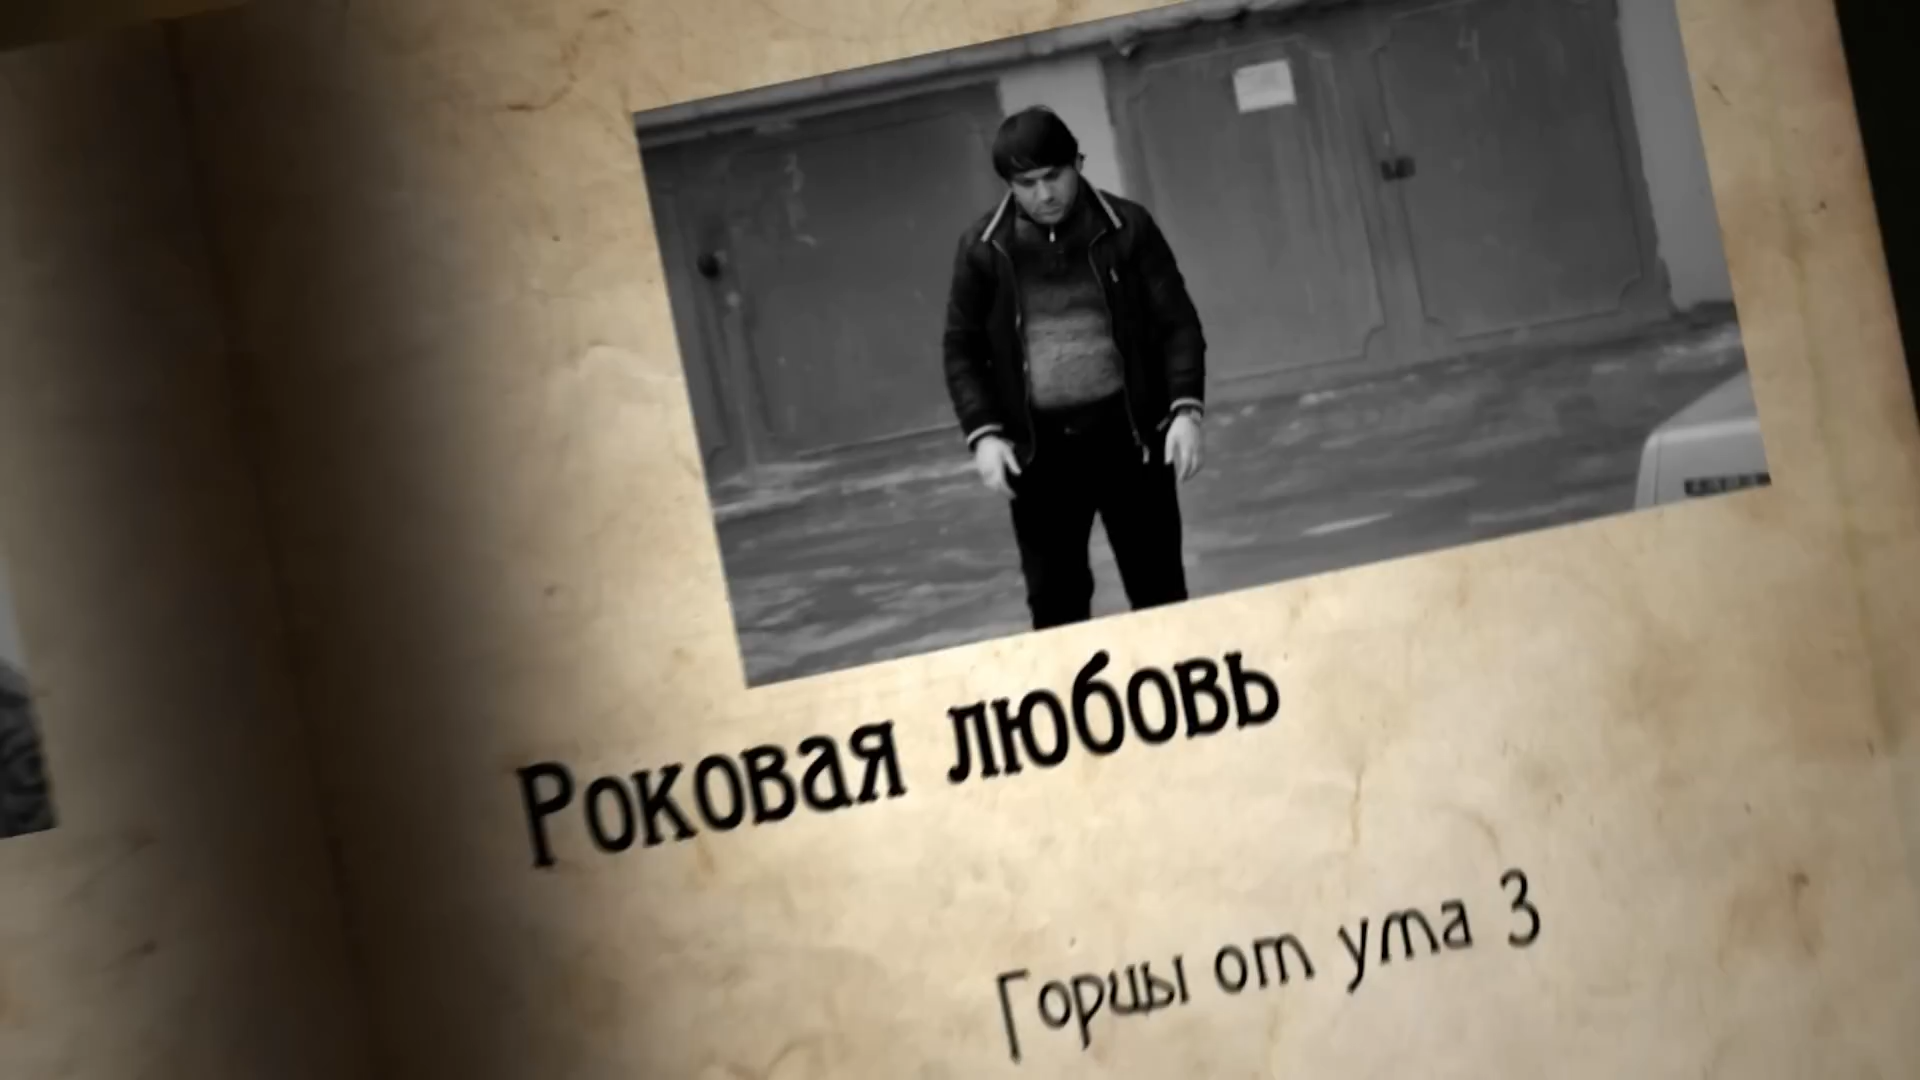 Роковая любовь
Горцы от ума 3